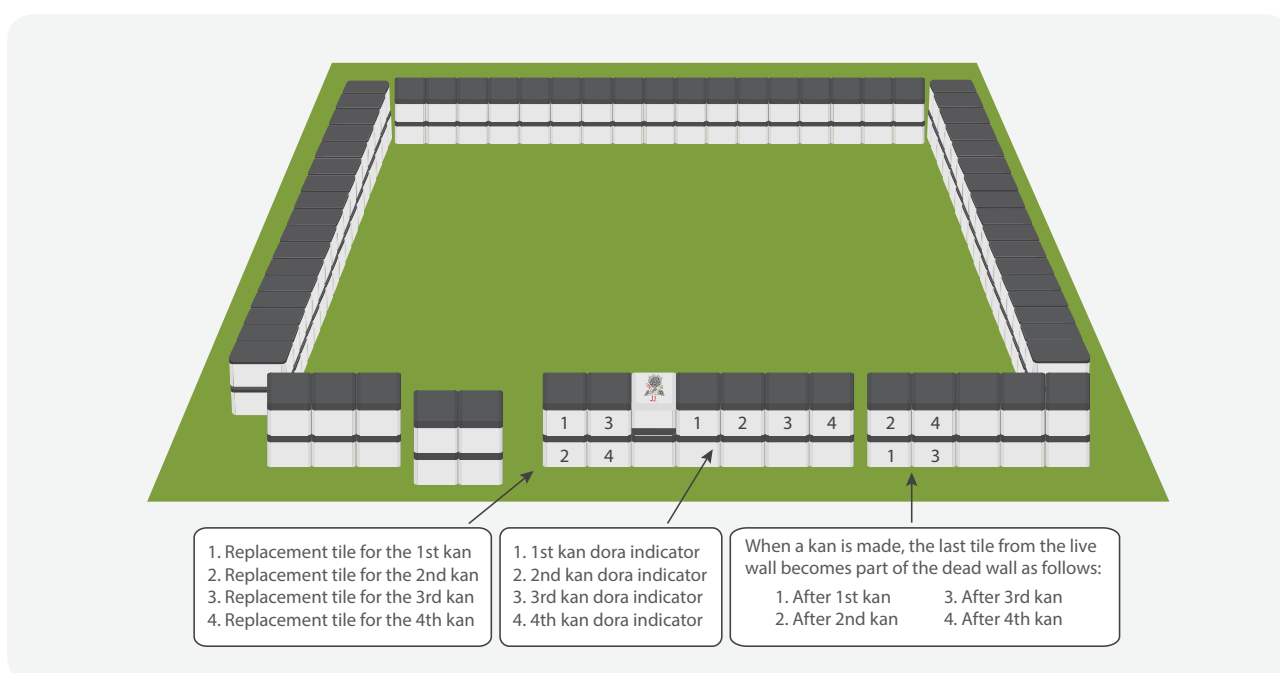 JJ
1 3 1 2 3 4 2 4
2 4 1 3
1. Replacement tile for the 1st kan
2. Replacement tile for the 2nd kan
3. Replacement tile for the 3rd kan
4. Replacement tile for the 4th kan
1. 1st kan dora indicator
2. 2nd kan dora indicator
3. 3rd kan dora indicator
4. 4th kan dora indicator
When a kan is made, the last tile from the live
wall becomes part of the dead wall as follows:
1. After 1st kan 3. After 3rd kan
2. After 2nd kan 4. After 4th kan